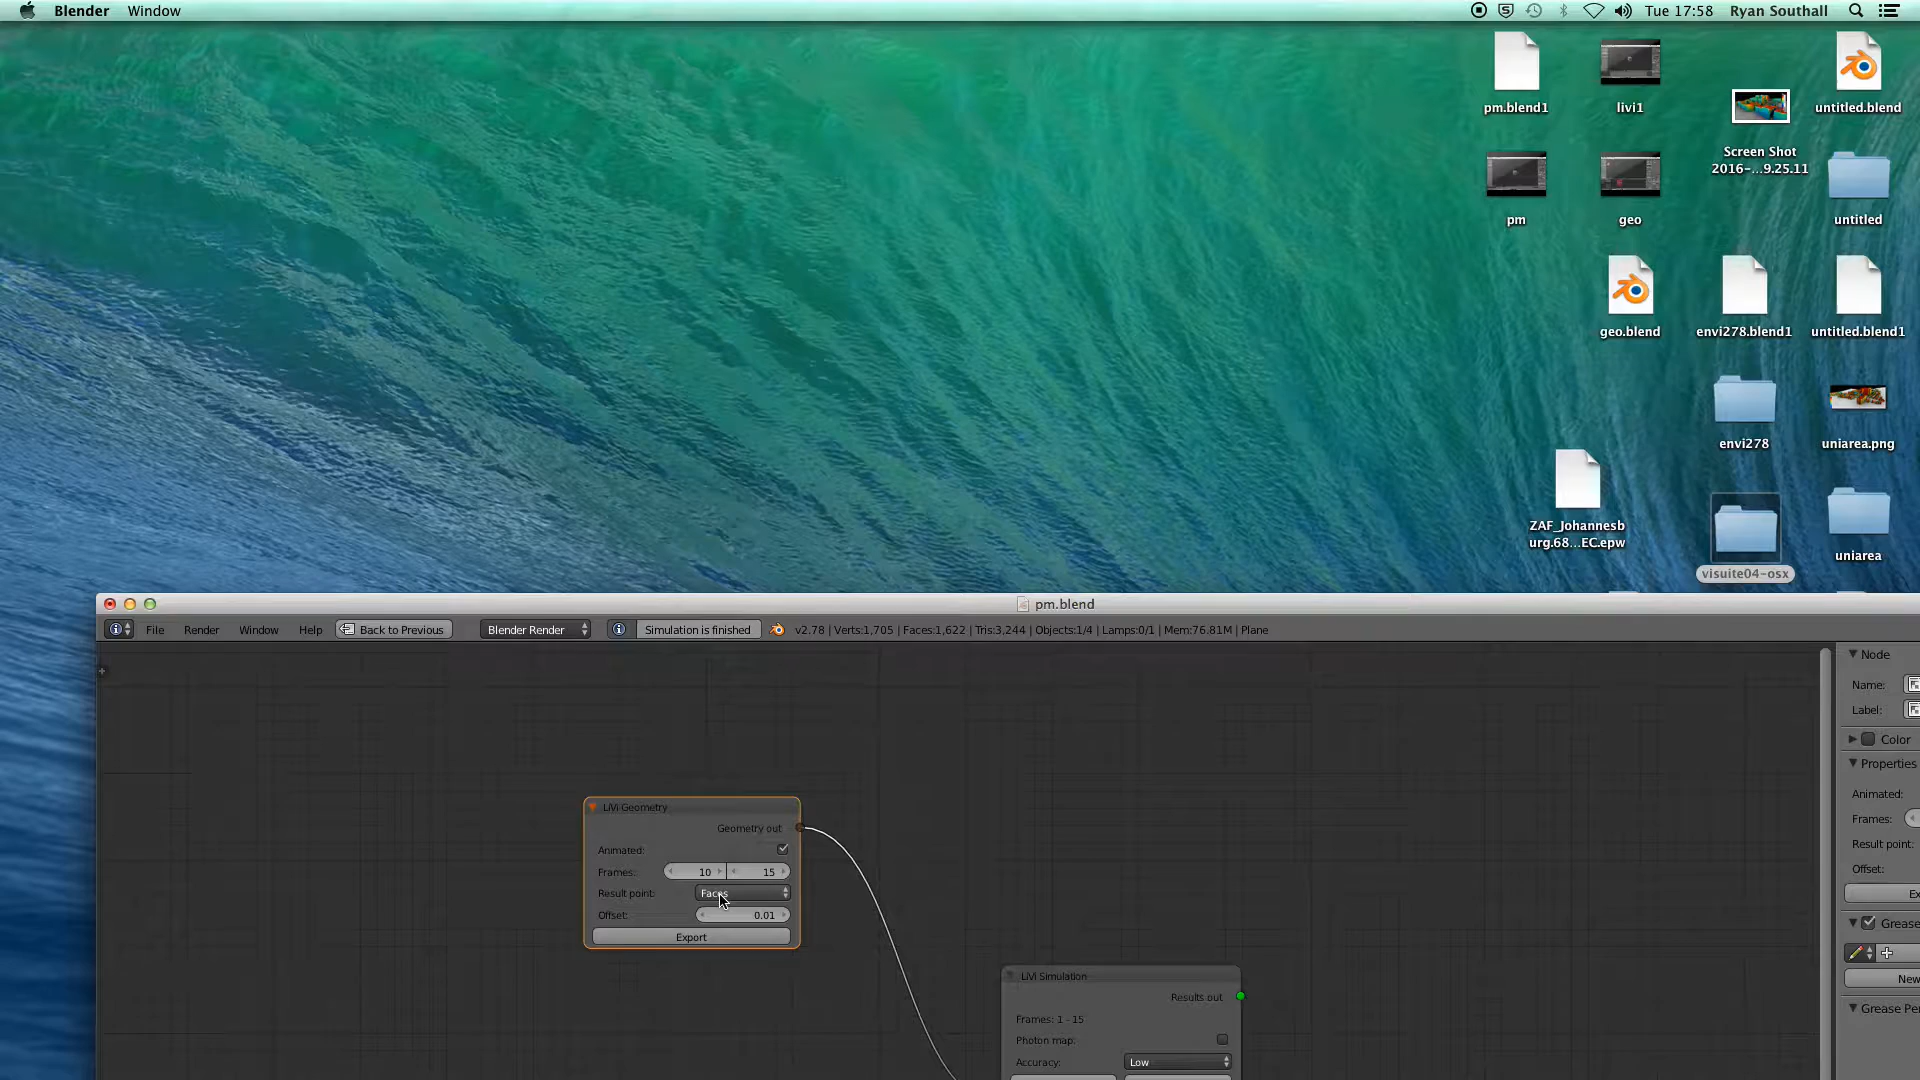 Blender Window
Tue 17:58 Ryan Southall
pm.blend1
livi1
untitled.blend
Screen Shot
2016-...9.25.11
pm
geo
untitled
geo.blend
envi278.blend1
untitled.blend1
envi278
uniarea.png
ZAF_Johannesb
urg.68...EC.epw
visuite04-osx
uniarea
pm.blend
File Render Window Help Back to Previous Blender Render Simulation is finished v2.78 | Verts:1,705 | Faces:1,622 | Tris:3,244 | Objects:1/4 | Lamps:0/1 | Mem:76.81M | Plane
LiVi Geometry
Geometry out
Animated:
Frames: 10 15
Result point: Faces
Offset: 0.01
Export
LiVi Simulation
Results out
Frames: 1 - 15
Photon map:
Accuracy: Low
Node
Name:
Label:
Color
Properties
Animated:
Frames:
Result point:
Offset:
Ex
Grease
New
Grease Pe